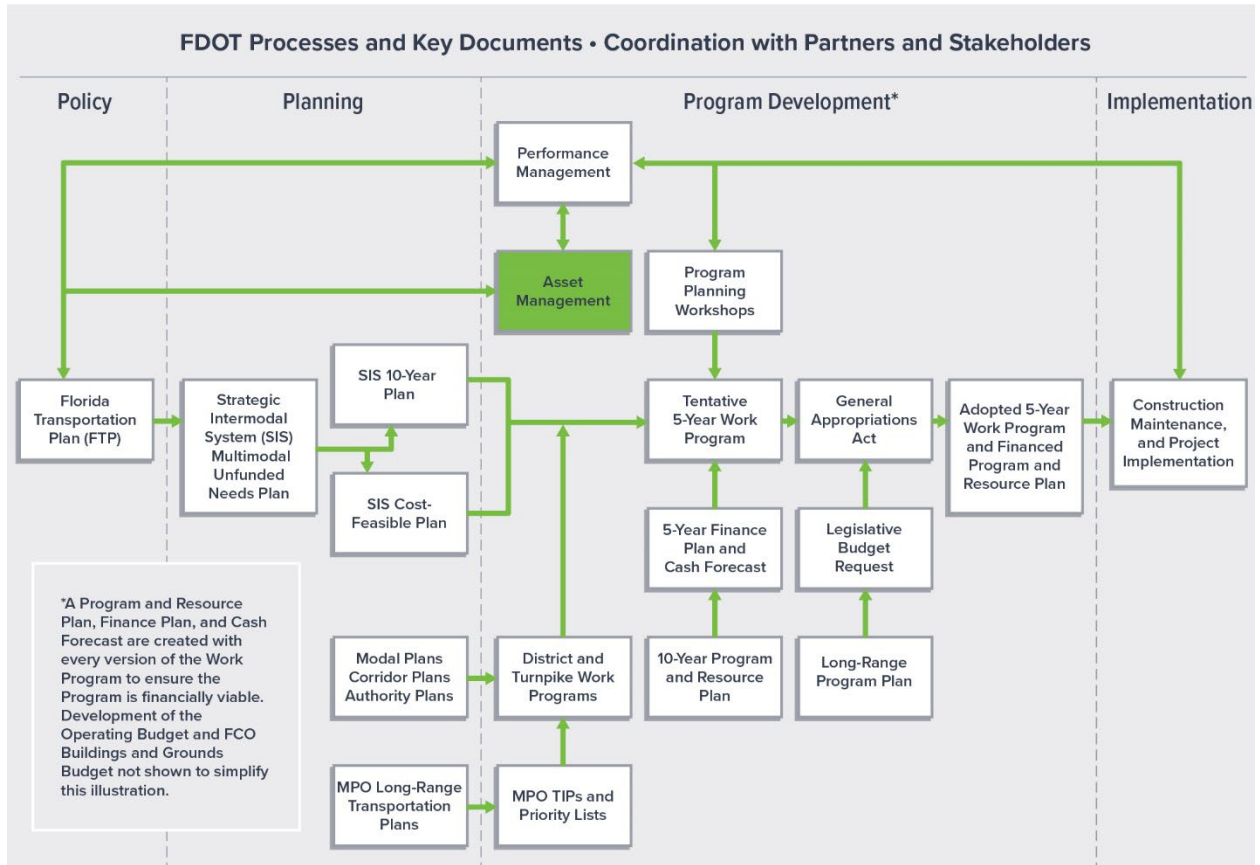 FDOT Processes and Key Documents • Coordination with Partners and Stakeholders
Policy
Planning
Program Development*
Implementation
Performance
Management
Asset
Management
Program
Planning
Workshops
Florida
Transportation
Plan (FTP)
Strategic
Intermodal
System (SIS)
Multimodal
Unfunded
Needs Plan
SIS 10-Year
Plan
SIS Cost-
Feasible Plan
Tentative
5-Year Work
Program
General
Appropriations
Act
Adopted 5-Year
Work Program
and Financed
Program and
Resource Plan
Construction
Maintenance,
and Project
Implementation
5-Year Finance
Plan and
Cash Forecast
Legislative
Budget
Request
Modal Plans
Corridor Plans
Authority Plans
District and
Turnpike Work
Programs
10-Year Program
and Resource
Plan
Long-Range
Program Plan
MPO Long-Range
Transportation
Plans
MPO TIPs and
Priority Lists
*A Program and Resource
Plan, Finance Plan, and Cash
Forecast are created with
every version of the Work
Program to ensure the
Program is financially viable.
Development of the
Operating Budget and FCO
Buildings and Grounds
Budget not shown to simplify
this illustration.